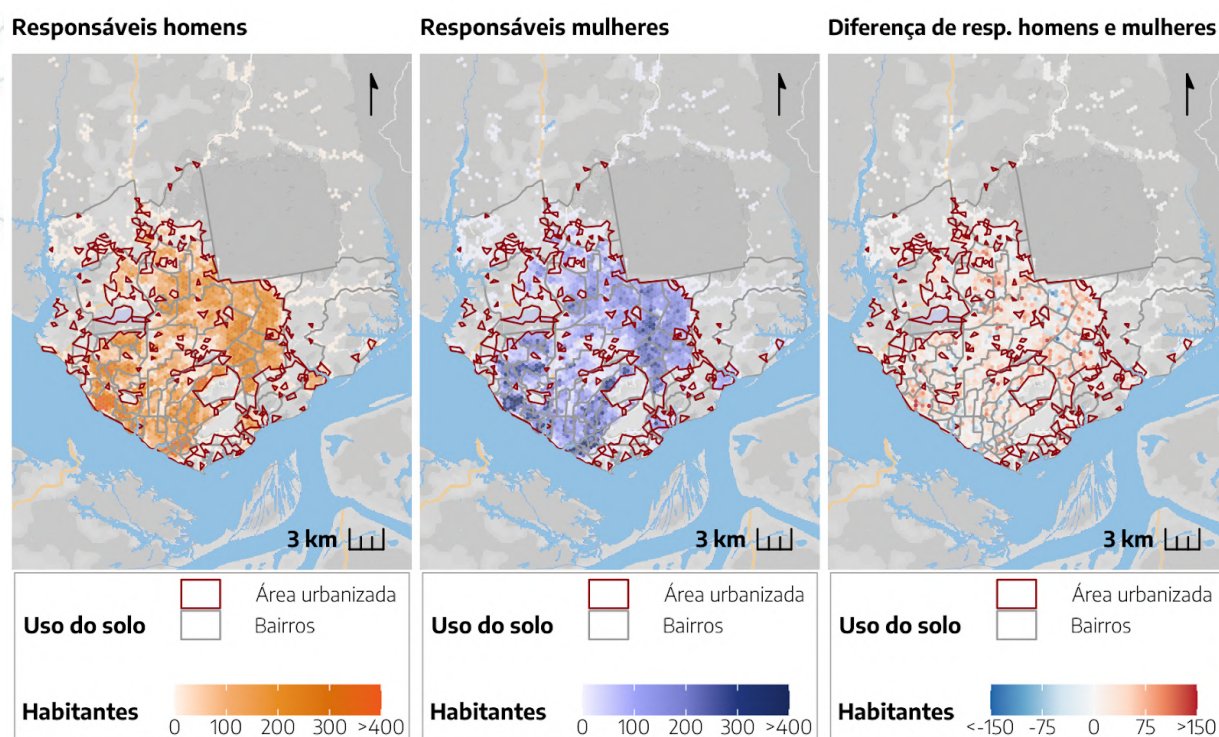 Responsáveis homens
3 km
Uso do solo
Área urbanizada
Bairros
Habitantes
0 100 200 300 >400
Responsáveis mulheres
3 km
Uso do solo
Área urbanizada
Bairros
Habitantes
0 100 200 300 >400
Diferença de resp. homens e mulheres
3 km
Uso do solo
Área urbanizada
Bairros
Habitantes
<-150 -75 0 75 >150